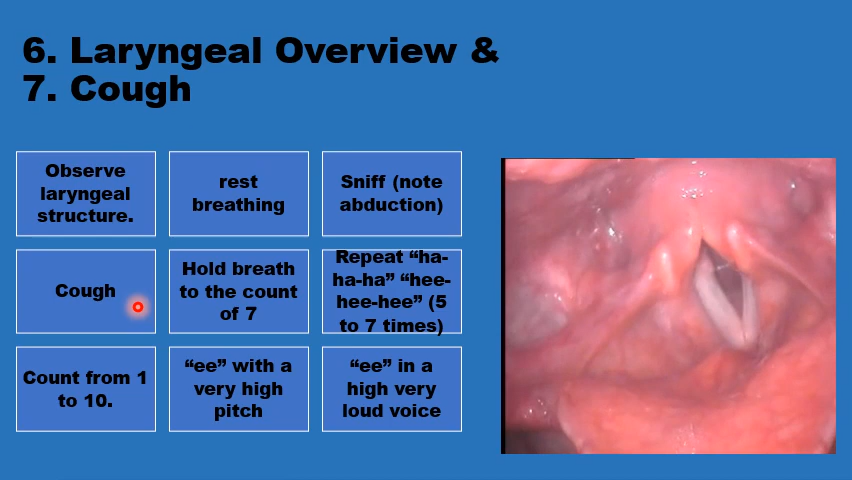 6. Laryngeal Overview &
7. Cough
Observe
laryngeal
structure.
rest
breathing
Sniff (note
abduction)
Cough
Hold breath
to the count
of 7
Repeat “ha-
ha-ha” “hee-
hee-hee” (5
to 7 times)
Count from 1
to 10.
“ee” with a
very high
pitch
“ee” in a
high very
loud voice